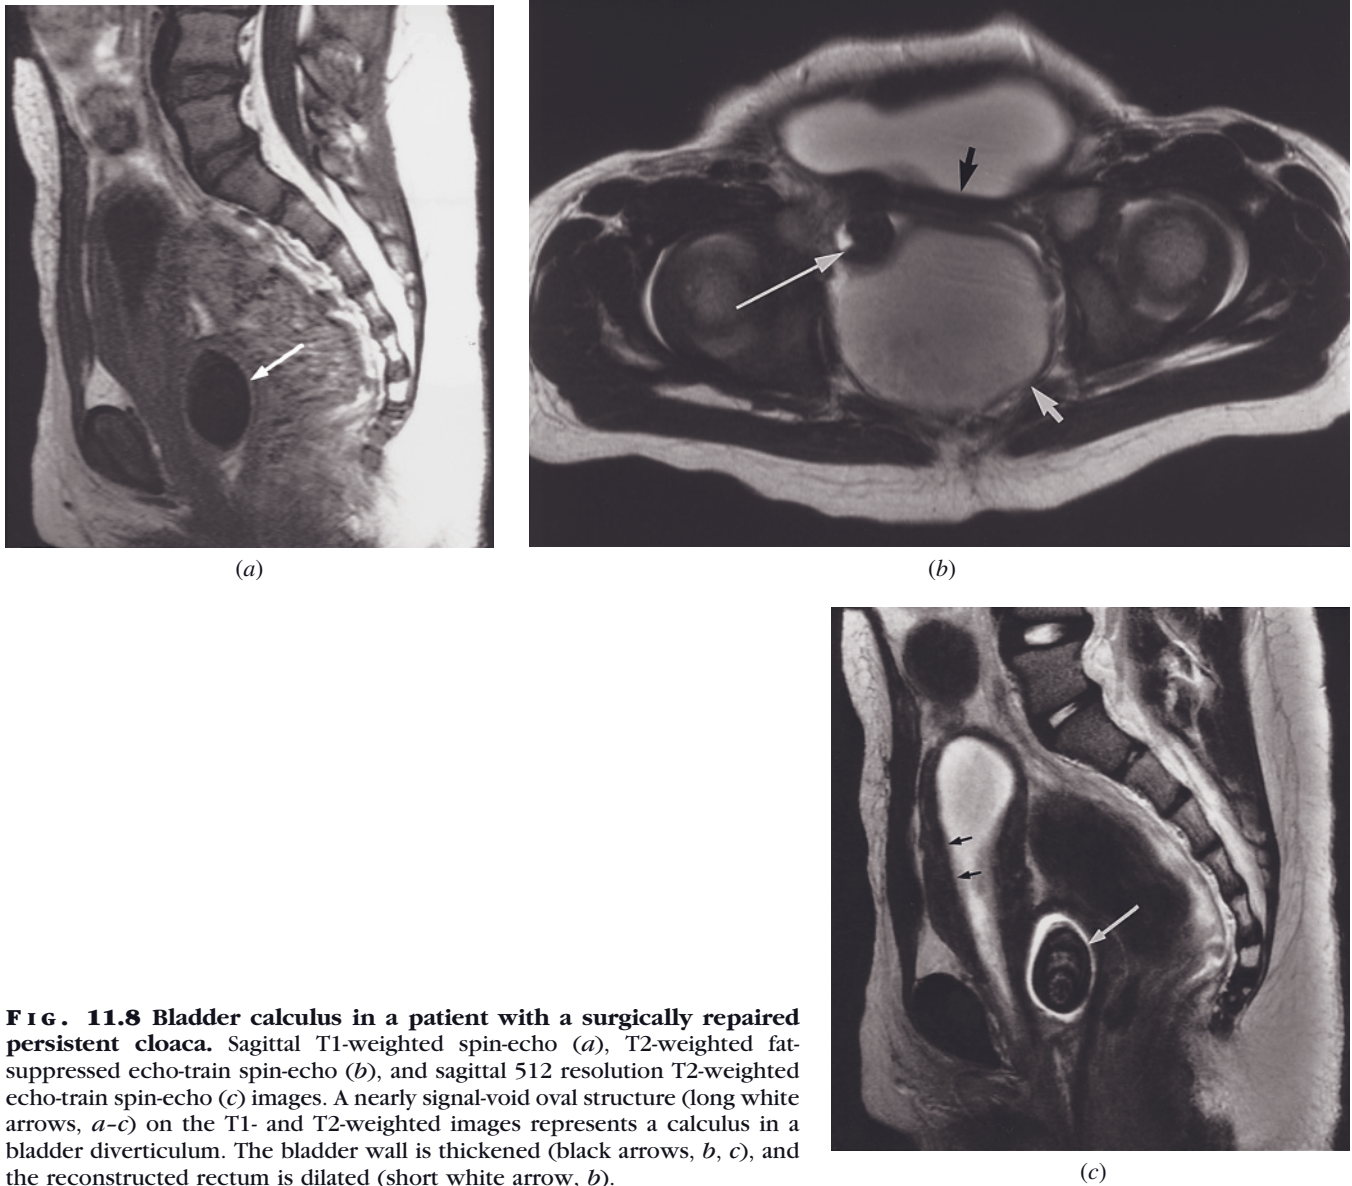 (a)
(b)
(c)
FIG. 11.8 Bladder calculus in a patient with a surgically repaired
persistent cloaca. Sagittal T1-weighted spin-echo (a), T2-weighted fat-
suppressed echo-train spin-echo (b), and sagittal 512 resolution T2-weighted
echo-train spin-echo (c) images. A nearly signal-void oval structure (long white
arrows, a–c) on the T1- and T2-weighted images represents a calculus in a
bladder diverticulum. The bladder wall is thickened (black arrows, b, c), and
the reconstructed rectum is dilated (short white arrow, b).